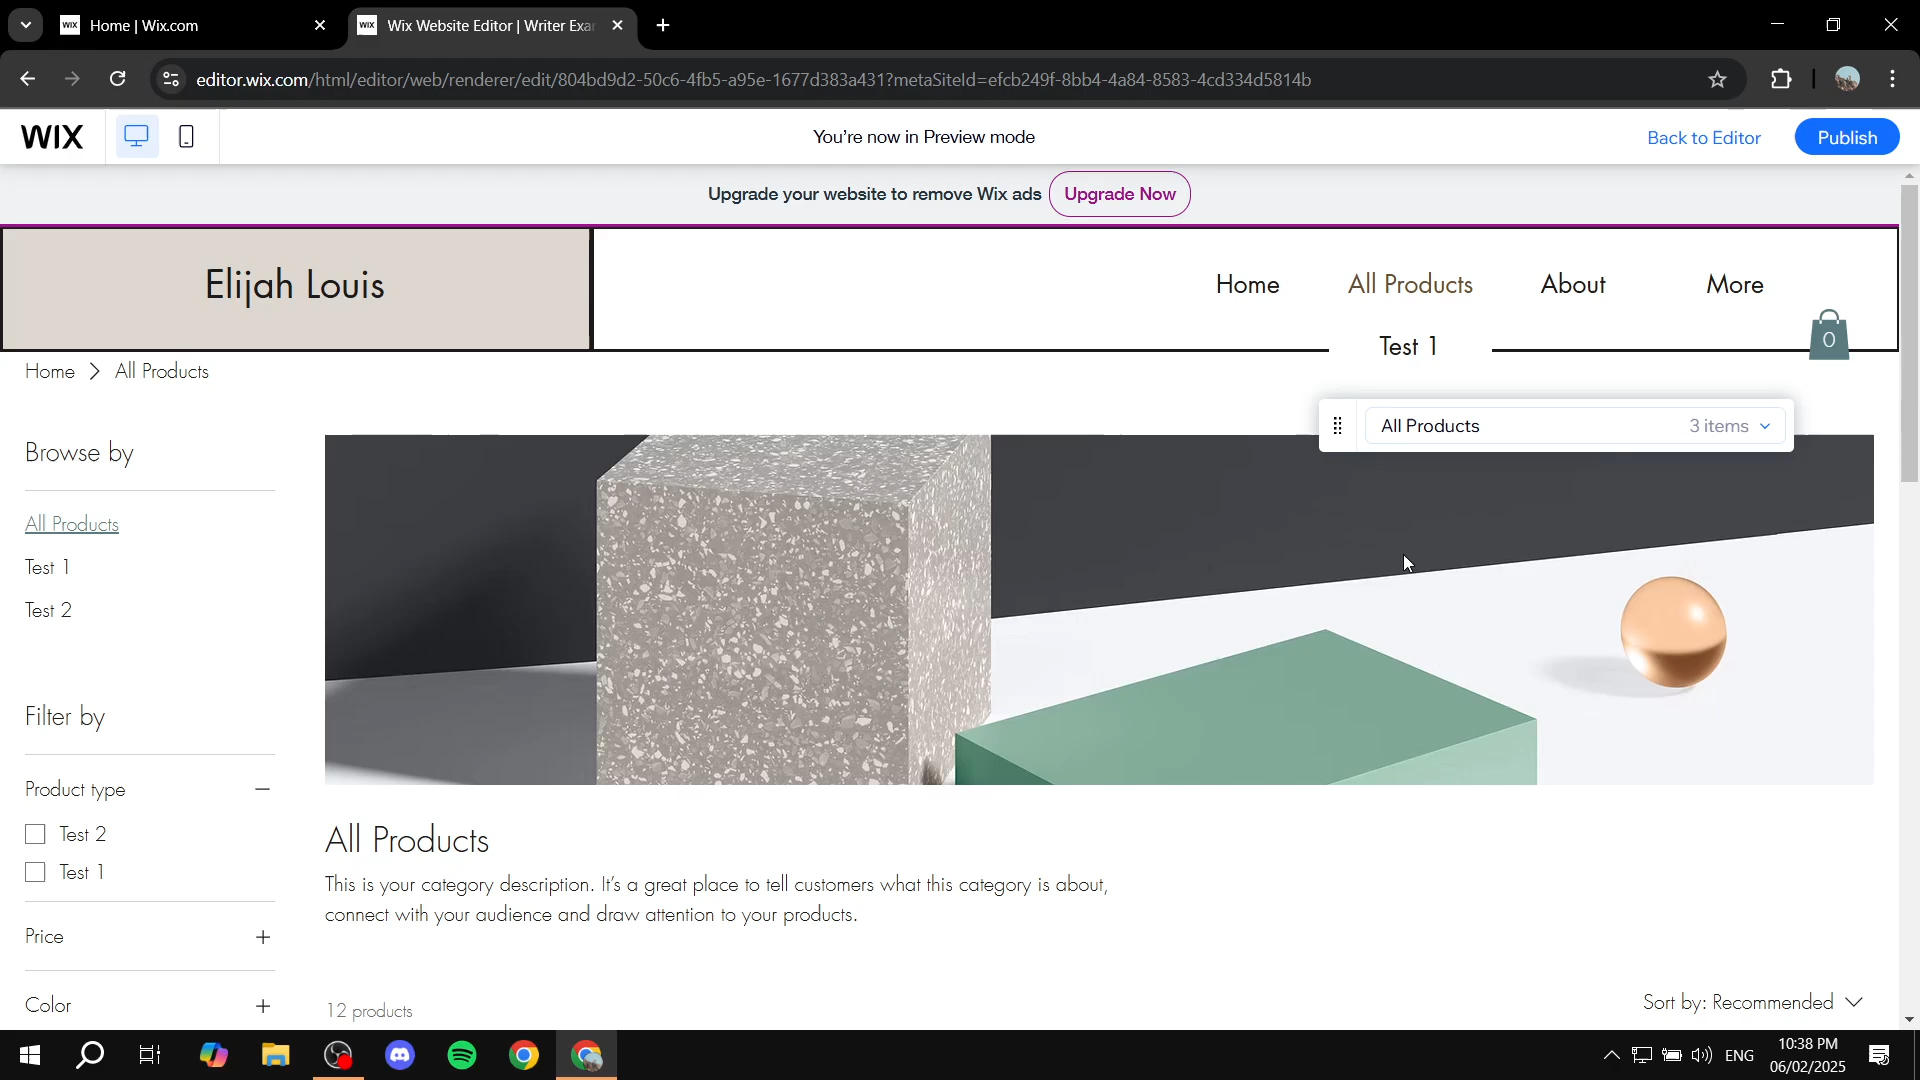 WIX Home | Wix.com
WIX Wix Website Editor | Writer Exa
editor.wix.com/html/editor/web/renderer/edit/804bd9d2-50c6-4fb5-a95e-1677d383a431?metaSiteId=efcb249f-8bb4-4a84-8583-4cd334d5814b
WIX
You're now in Preview mode
Back to Editor
Publish
Upgrade your website to remove Wix ads
Upgrade Now
Elijah Louis
Home
All Products
About
More
Test 1
0
Home > All Products
All Products
3 items
Browse by
All Products
Test 1
Test 2
Filter by
Product type
Test 2
Test 1
Price
Color
All Products
This is your category description. It's a great place to tell customers what this category is about,
connect with your audience and draw attention to your products.
12 products
Sort by: Recommended
ENG
10:38 PM
06/02/2025